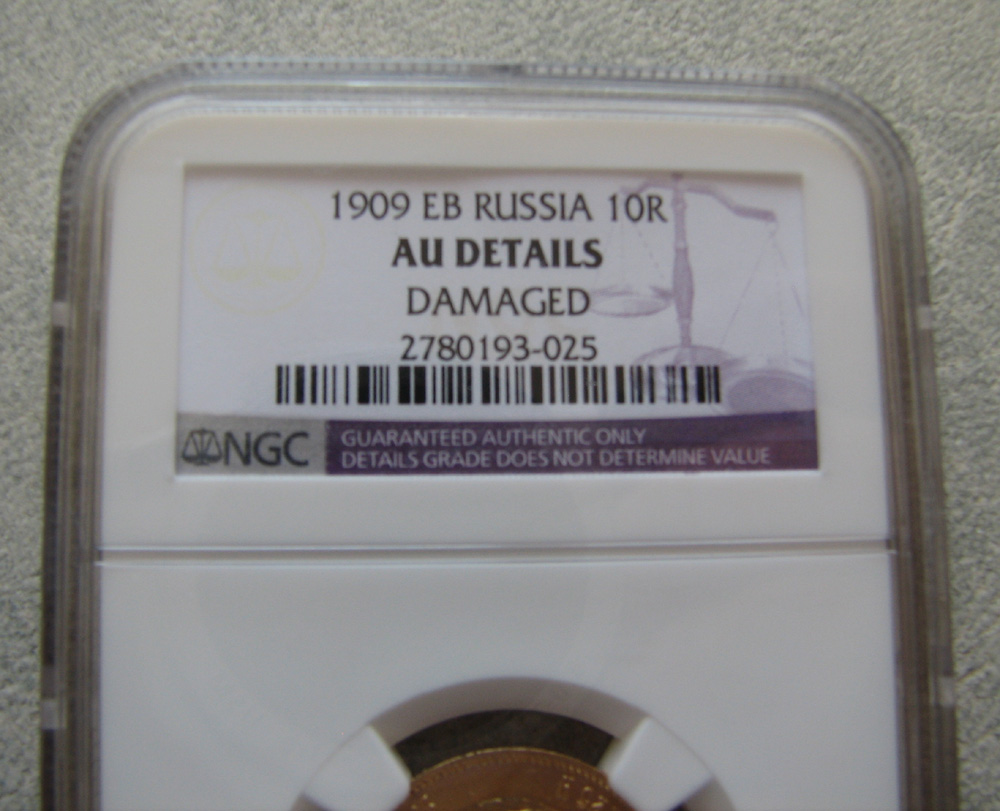 1909 EB RUSSIA 10R
AU DETAILS
DAMAGED
2780193-025
NGC
GUARANTEED AUTHENTIC ONLY
DETAILS GRADE DOES NOT DETERMINE VALUE